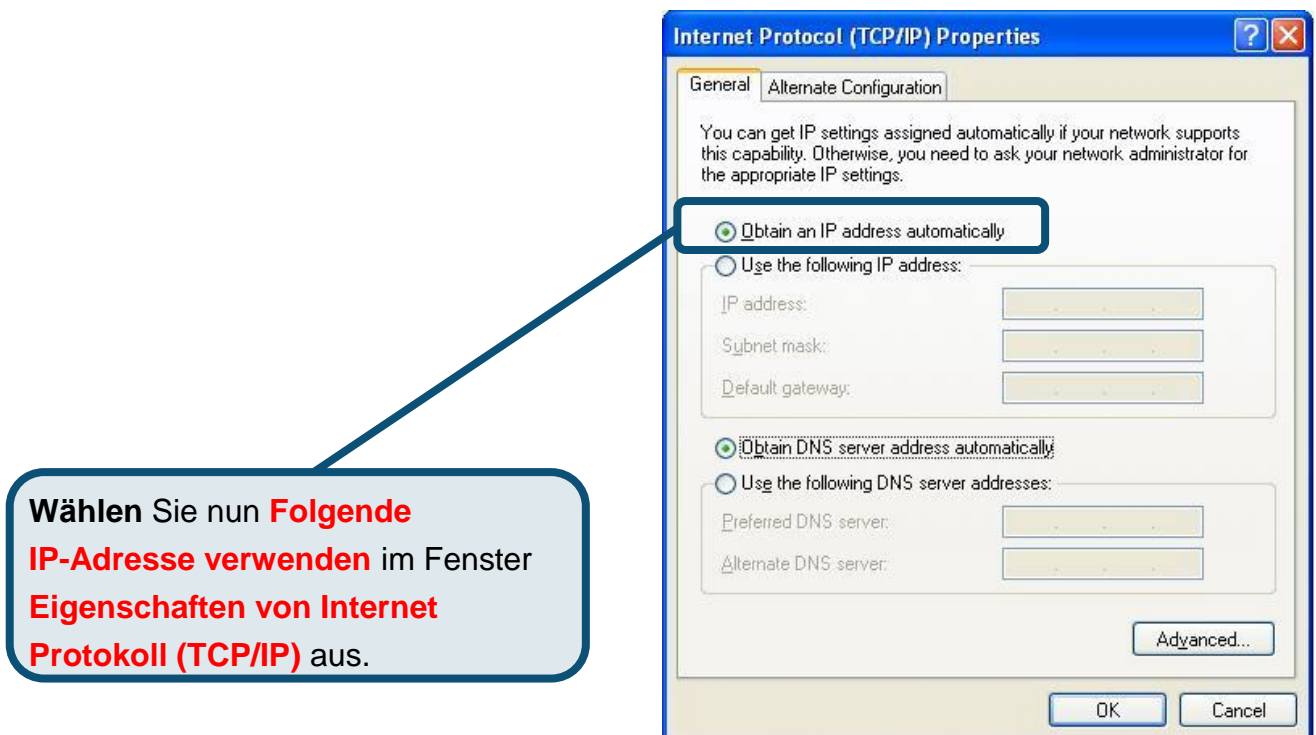 Internet Protocol (TCP/IP) Properties
General
Alternate Configuration
You can get IP settings assigned automatically if your network supports
this capability. Otherwise, you need to ask your network administrator for
the appropriate IP settings.
Obtain an IP address automatically
Use the following IP address:
IP address:
Subnet mask:
Default gateway:
Obtain DNS server address automatically
Use the following DNS server addresses:
Preferred DNS server:
Alternate DNS server:
Advanced...
OK
Cancel
Wählen Sie nun Folgende
IP-Adresse verwenden im Fenster
Eigenschaften von Internet
Protokoll (TCP/IP) aus.